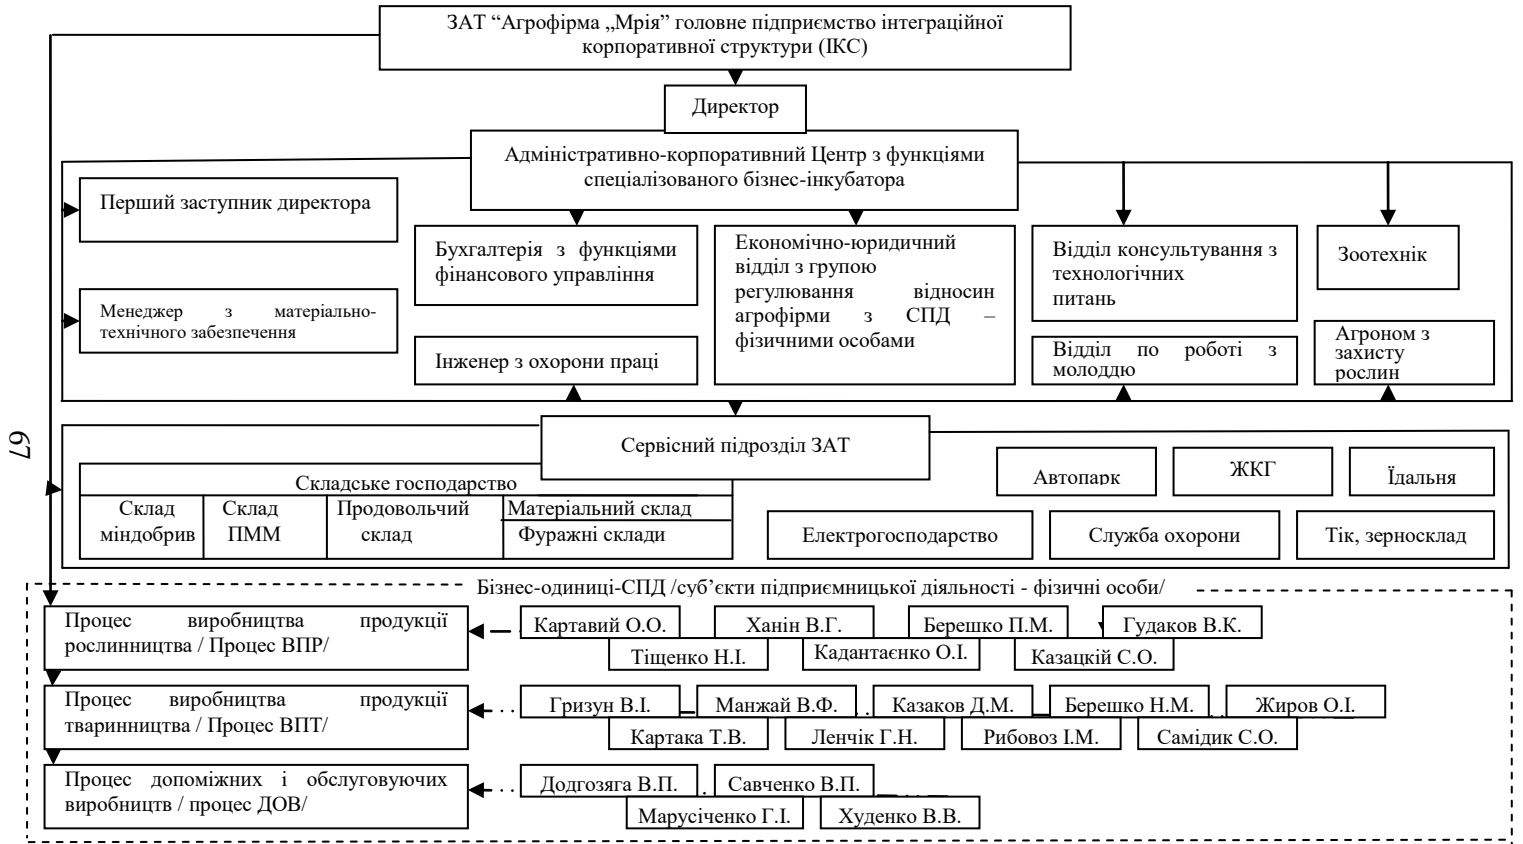 ЗАТ “Агрофірма „Мрія” головне підприємство інтеграційної
корпоративної структури (ІКС)
Директор
Адміністративно-корпоративний Центр з функціями
спеціалізованого бізнес-інкубатора
Перший заступник директора
Менеджер з матеріально-
технічного забезпечення
Бухгалтерія з функціями
фінансового управління
Інженер з охорони праці
Економічно-юридичний
відділ з групою
регулювання відносин
агрофірми з СПД –
фізичними особами
Відділ консультування з
технологічних
питань
Відділ по роботі з
молоддю
Зоотехнік
Агроном з
захисту
рослин
67
Сервісний підрозділ ЗАТ
Складське господарство
Склад
міндобрив
Склад
ПММ
Продовольчий
склад
Матеріальний склад
Фуражні склади
Автопарк
ЖКГ
Їдальня
Електрогосподарство
Служба охорони
Тік, зерносклад
Бізнес-одиниці-СПД /суб’єкти підприємницької діяльності - фізичні особи/
Процес виробництва продукції
рослинництва / Процес ВПР/
Картавий О.О.
Ханін В.Г.
Берешко П.М.
Гудаков В.К.
Тіщенко Н.І.
Кадантаєнко О.І.
Казацкій С.О.
Процес виробництва продукції
тваринництва / Процес ВПТ/
Гризун В.І.
Манжай В.Ф.
Казаков Д.М.
Берешко Н.М.
Жиров О.І.
Картака Т.В.
Ленчік Г.Н.
Рибовоз І.М.
Самідик С.О.
Процес допоміжних і обслуговуючих
виробництв / процес ДОВ/
Додгозяга В.П.
Савченко В.П.
Марусіченко Г.І.
Худенко В.В.